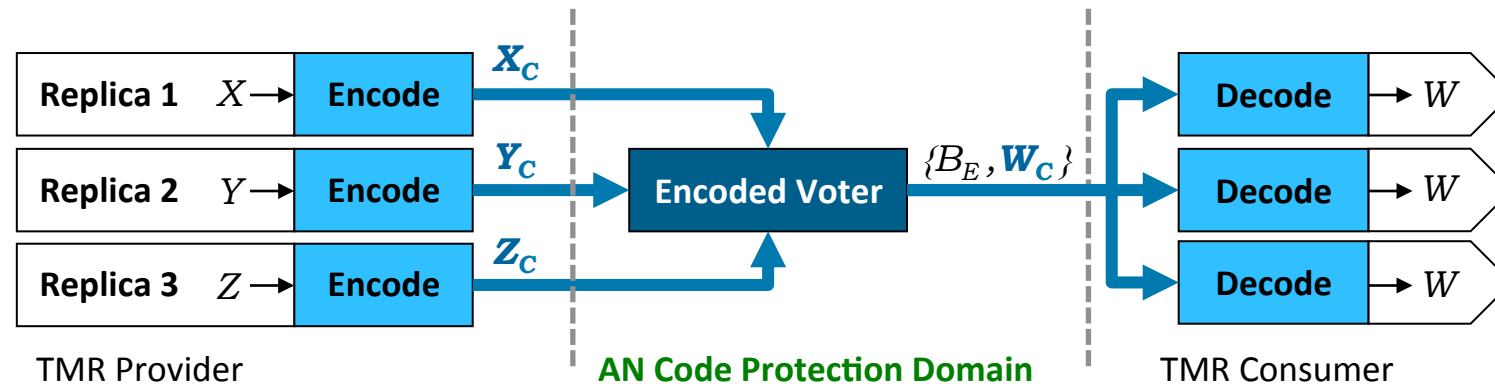 X_C
Replica 1 X Encode
Decode W
Y_C
{B_E, W_C}
Replica 2 Y Encode
Encoded Voter
Decode W
Z_C
Replica 3 Z Encode
Decode W
TMR Provider
AN Code Protection Domain
TMR Consumer